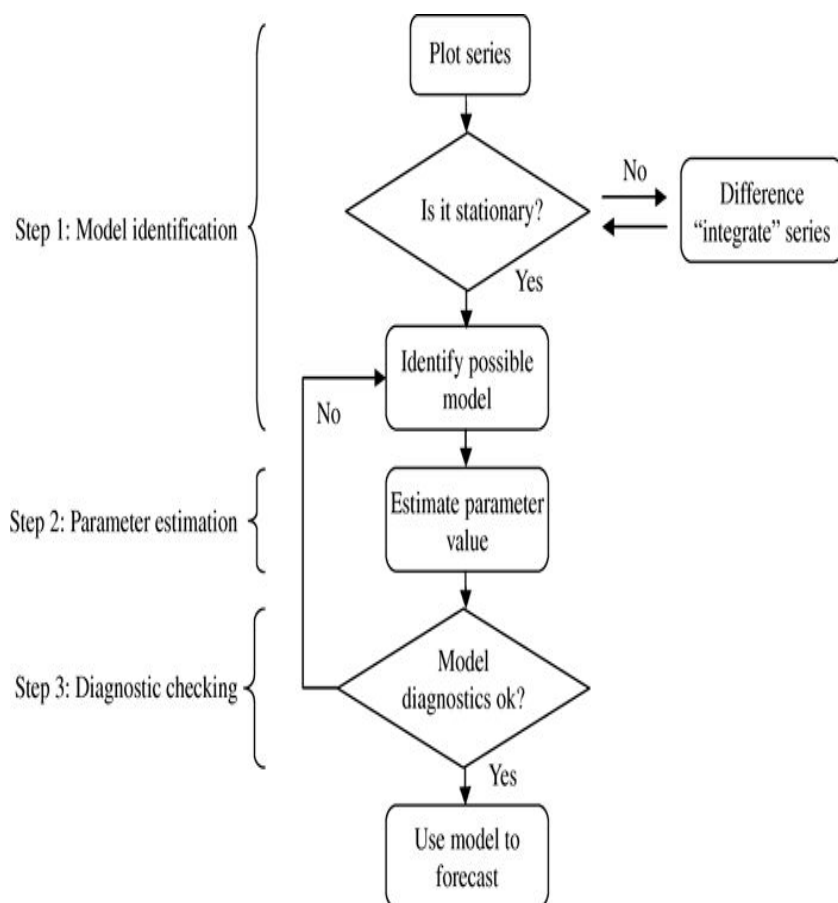 Plot series
Is it stationary?
No
Difference
“integrate” series
Step 1: Model identification
Yes
Identify possible
model
No
Step 2: Parameter estimation
Estimate parameter
value
Step 3: Diagnostic checking
Model
diagnostics ok?
Yes
Use model to
forecast